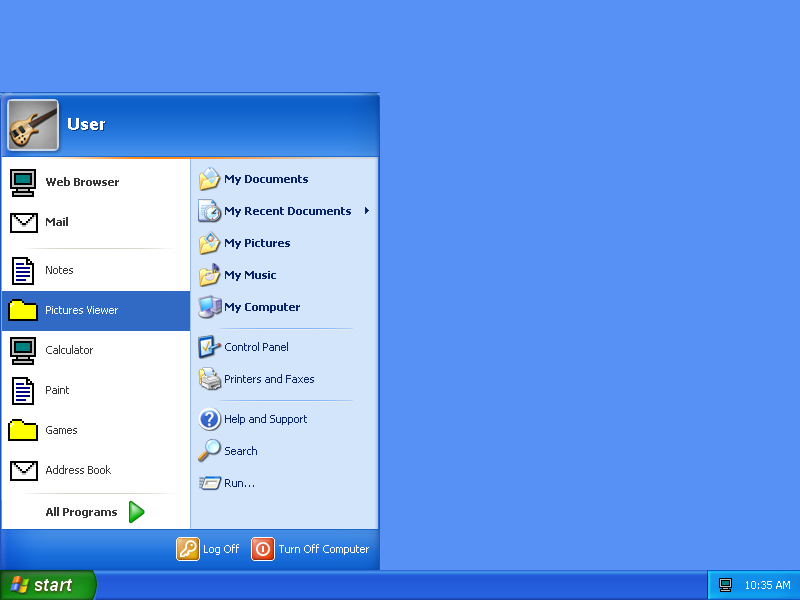 User
Web Browser
Mail
Notes
Pictures Viewer
Calculator
Paint
Games
Address Book
All Programs
My Documents
My Recent Documents
My Pictures
My Music
My Computer
Control Panel
Printers and Faxes
Help and Support
Search
Run...
Log Off
Turn Off Computer
start
10:35 AM